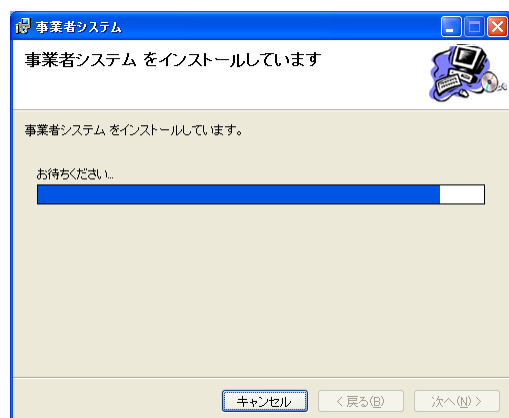 事業者システム
事業者システム をインストールしています
事業者システム をインストールしています。
お待ちください...
キャンセル
< 戻る(B)
次へ(N) >